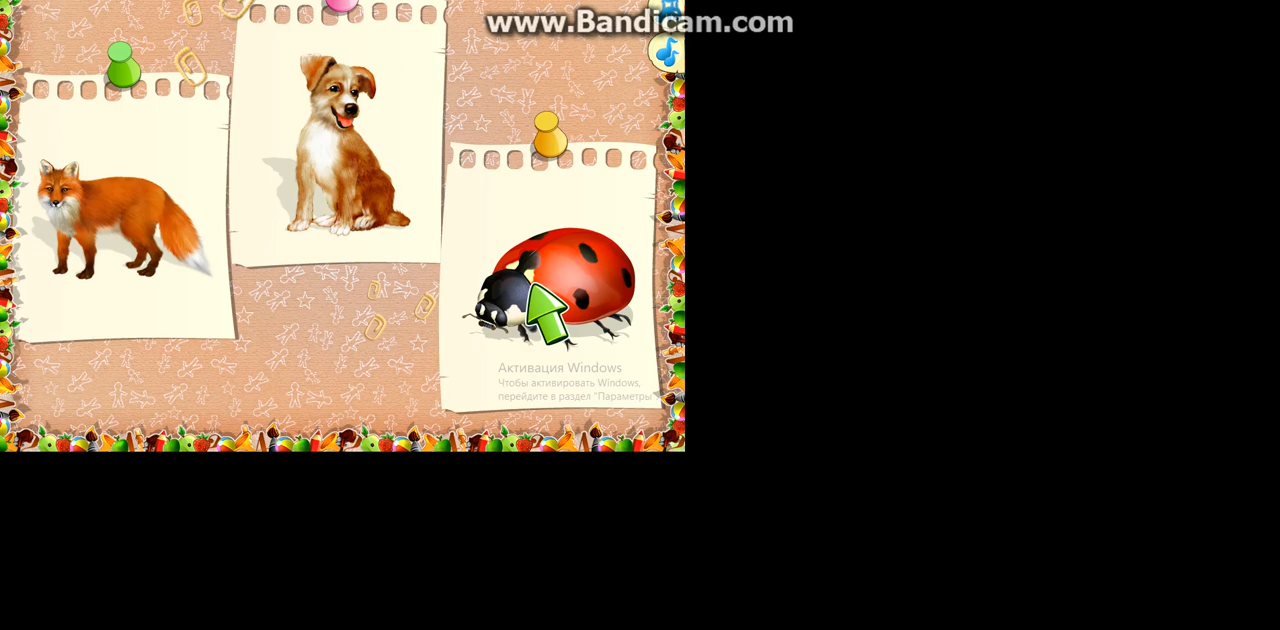 www.Bandicam.com
Активация Windows
Чтобы активировать Windows,
перейдите в раздел "Параметры